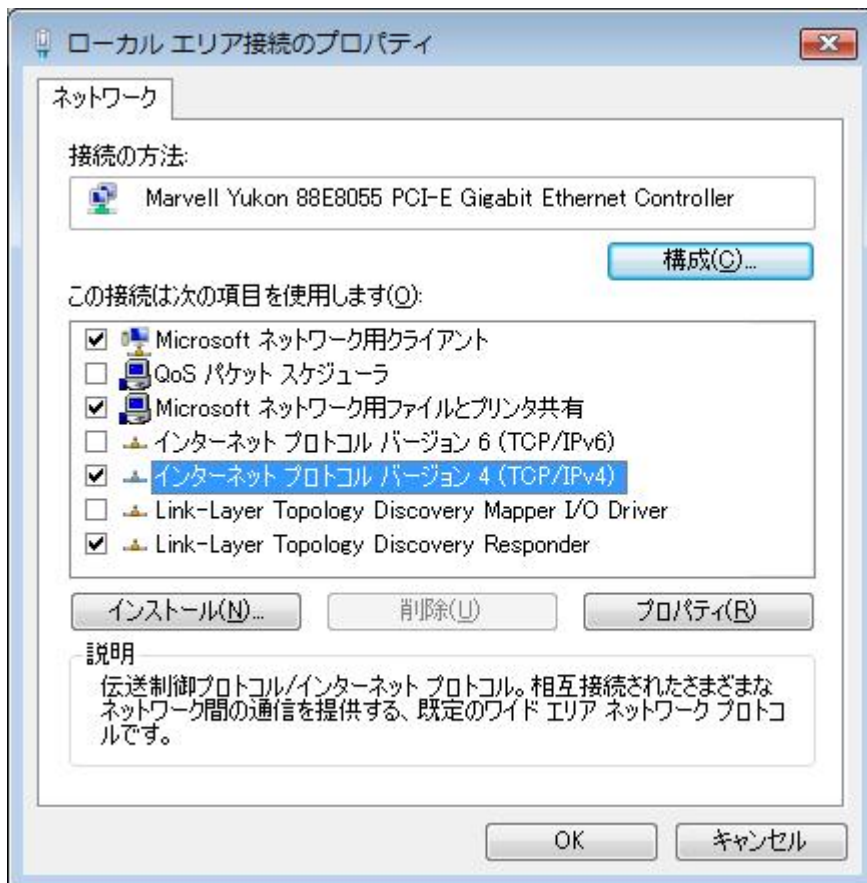 ローカル エリア接続のプロパティ
ネットワーク
接続の方法:
Marvell Yukon 88E8055 PCI-E Gigabit Ethernet Controller
構成(C)...
この接続は次の項目を使用します(O):
Microsoft ネットワーク用クライアント
QoS パケット スケジューラ
Microsoft ネットワーク用ファイルとプリンタ共有
インターネット プロトコル バージョン 6 (TCP/IPv6)
インターネット プロトコル バージョン 4 (TCP/IPv4)
Link-Layer Topology Discovery Mapper I/O Driver
Link-Layer Topology Discovery Responder
インストール(N)... 削除(U) プロパティ(R)
説明
伝送制御プロトコル/インターネット プロトコル。相互接続されたさまざまな
ネットワーク間の通信を提供する、既定のワイド エリア ネットワーク プロトコ
ルです。
OK キャンセル